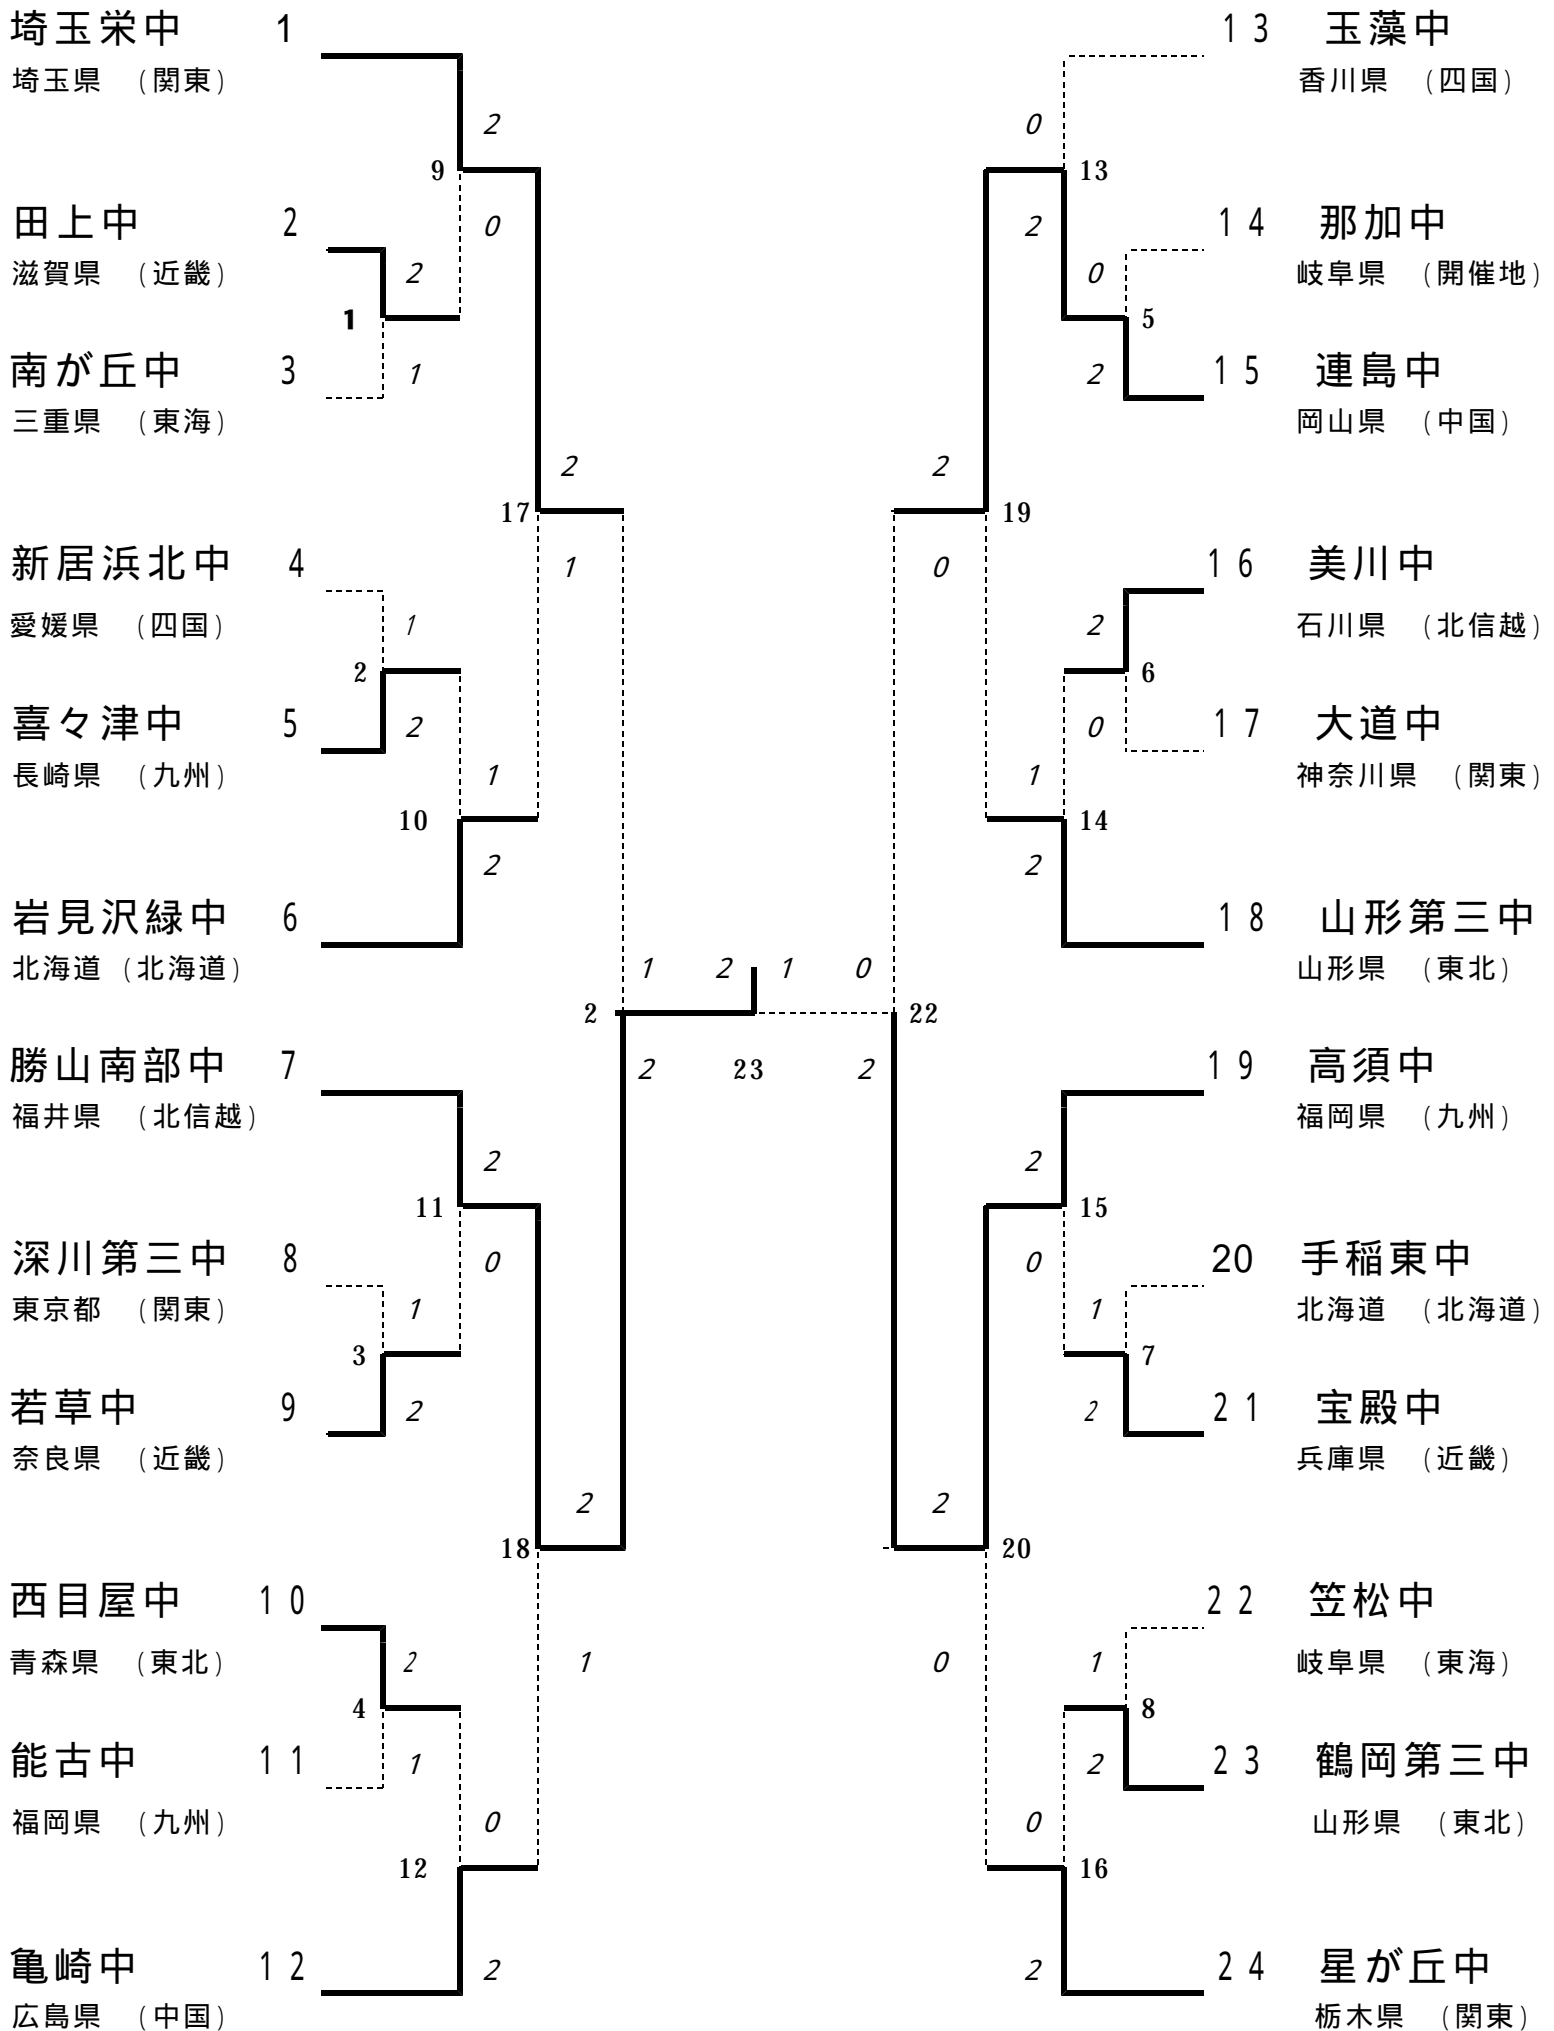 埼玉栄中 1
埼玉県 (関東)
2
9
田上中 2
0
滋賀県 (近畿)
2
1
南が丘中 3
1
三重県 (東海)
2
17
新居浜北中 4
1
愛媛県 (四国)
1
2
喜々津中 5
2
長崎県 (九州)
1
10
2
岩見沢緑中 6
北海道 (北海道)
1 2 1 0
2 22
2 23 2
勝山南部中 7
福井県 (北信越)
2
11
深川第三中 8
0
東京都 (関東)
1
3
若草中 9
2
奈良県 (近畿)
2
18
西目屋中 10
青森県 (東北)
2
1
4
能古中 11
1
福岡県 (九州)
0
12
亀崎中 12
2
広島県 (中国)
13 玉藻中
香川県 (四国)
0
13
14 那加中
2
岐阜県 (開催地)
0
5
15 連島中
2
岡山県 (中国)
2
19
16 美川中
0
石川県 (北信越)
2
6
17 大道中
0
神奈川県 (関東)
1
14
2
18 山形第三中
山形県 (東北)
19 高須中
福岡県 (九州)
2
15
20 手稲東中
0
北海道 (北海道)
1
7
21 宝殿中
2
兵庫県 (近畿)
2
20
22 笠松中
岐阜県 (東海)
0
1
8
23 鶴岡第三中
2
山形県 (東北)
0
16
24 星が丘中
2
栃木県 (関東)